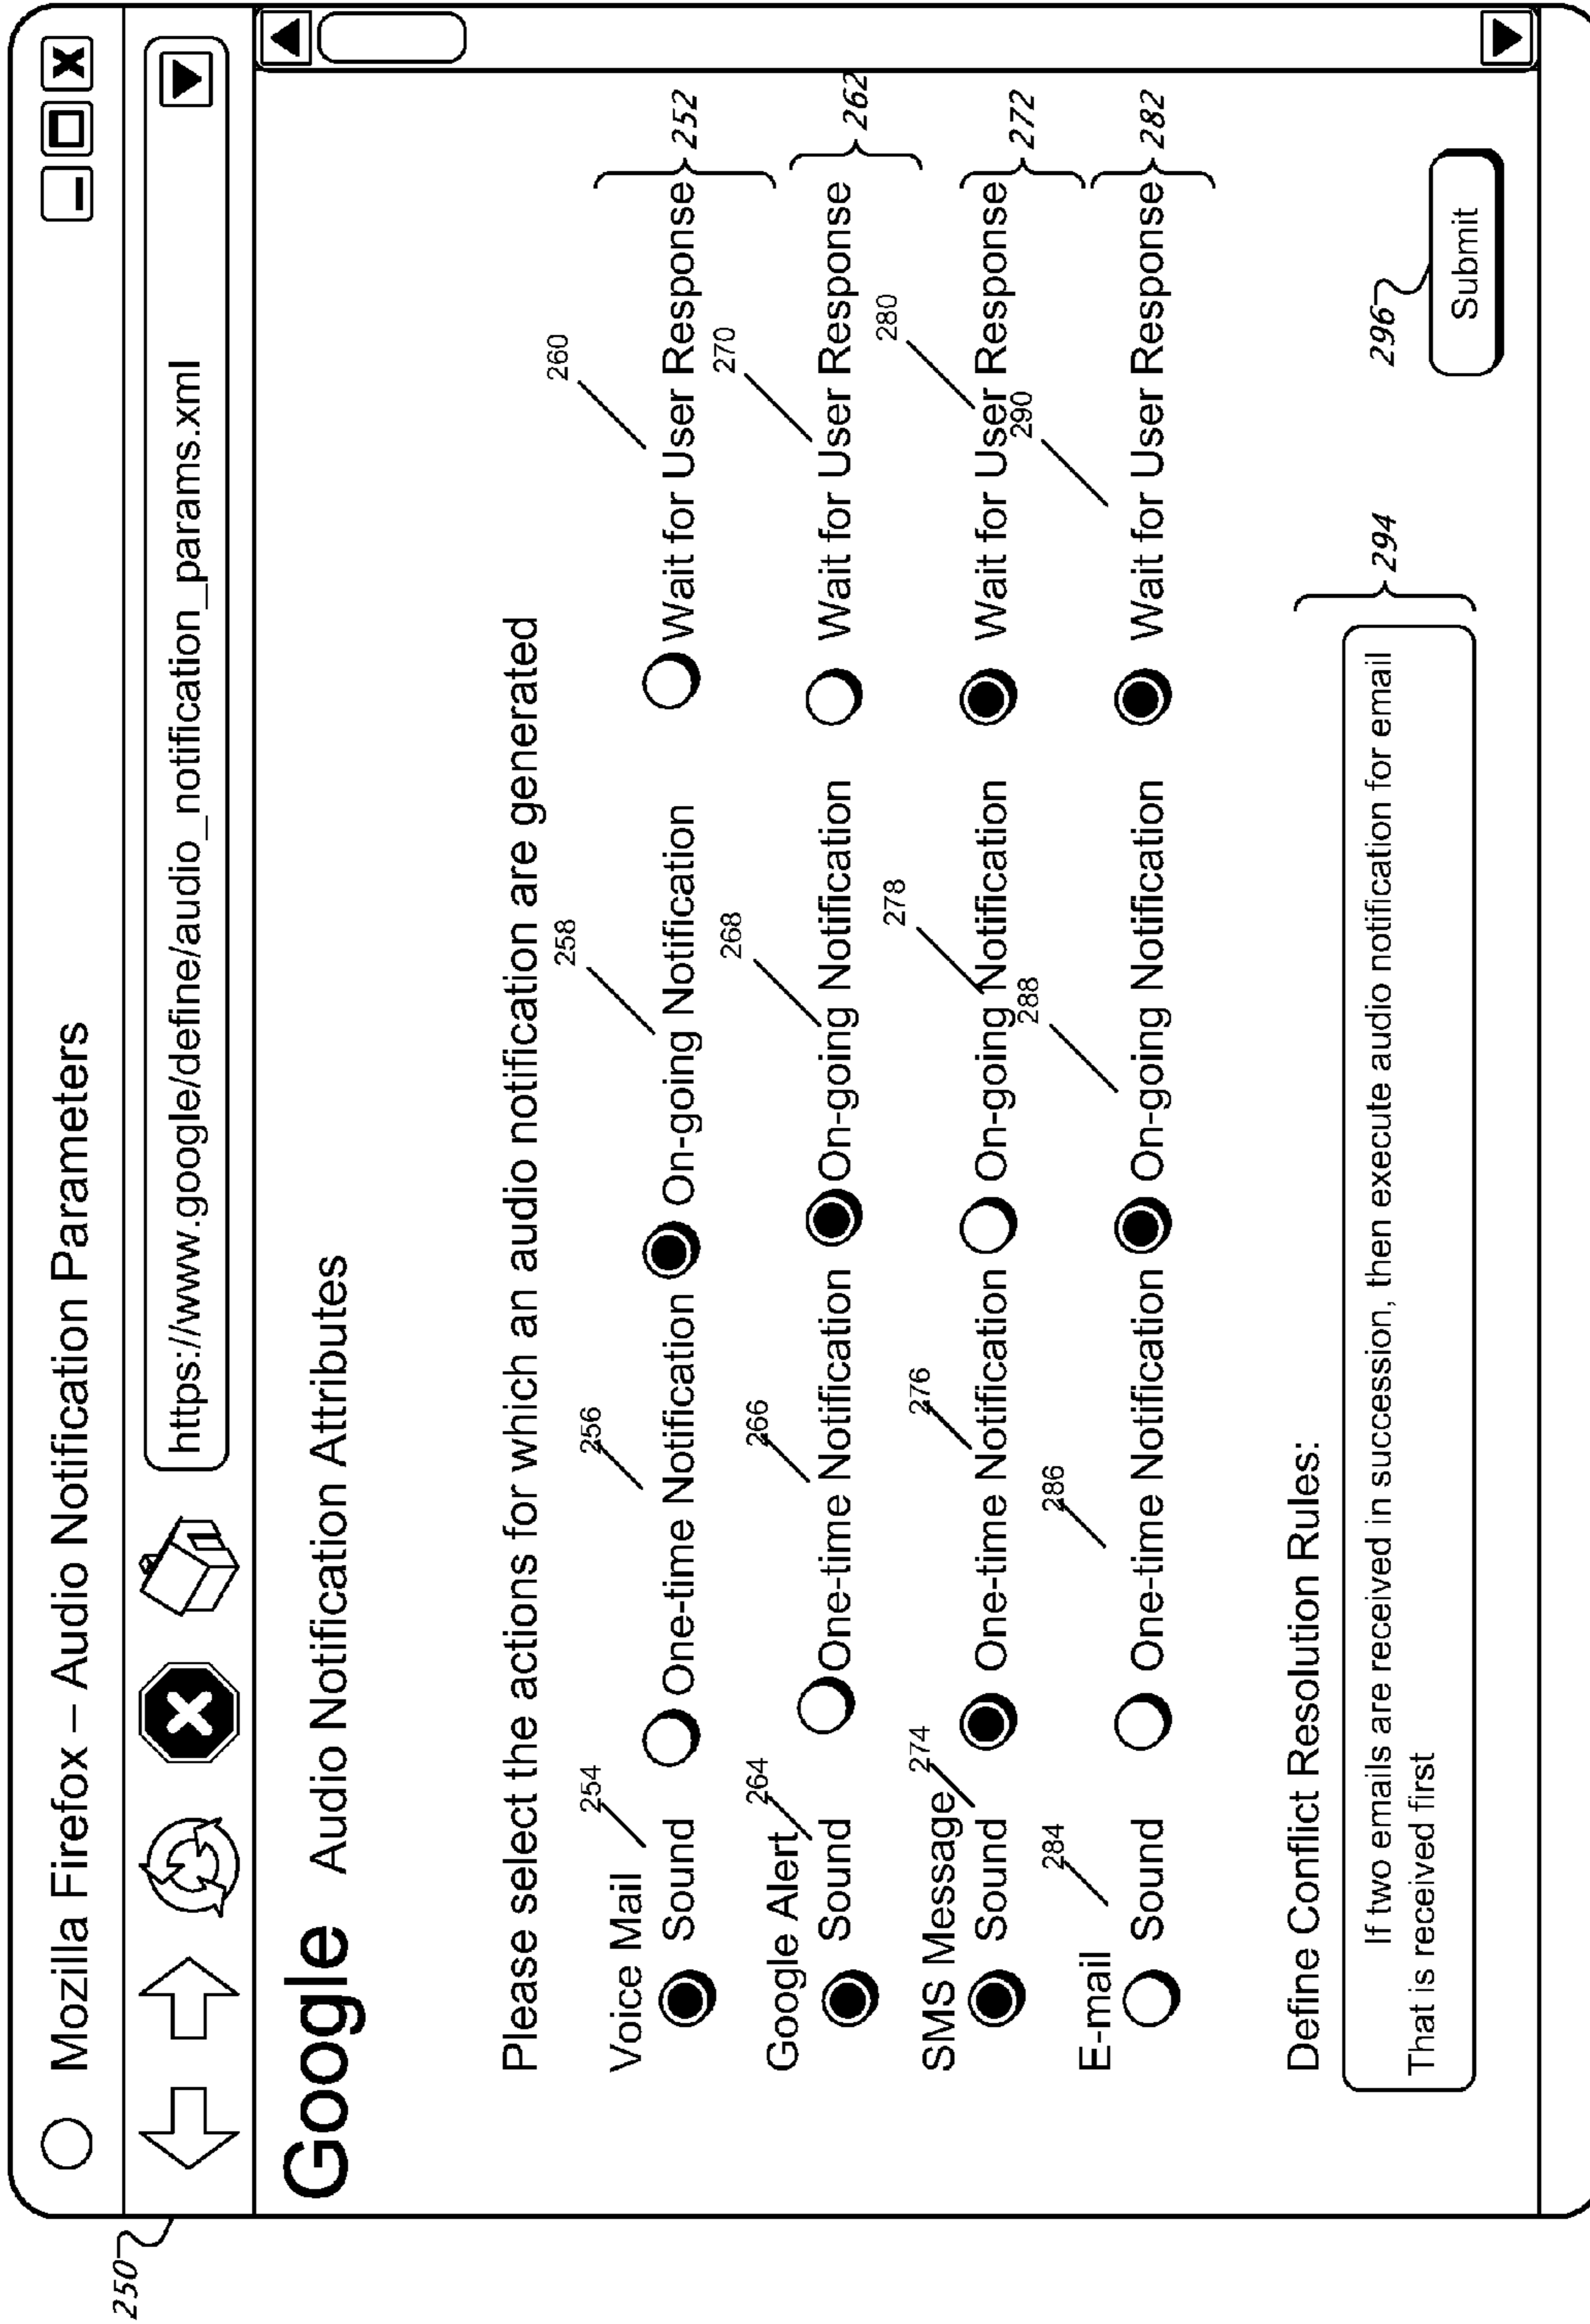 250
Mozilla Firefox – Audio Notification Parameters
https://www.google/define/audio_notification_params.xml
Google Audio Notification Attributes
Please select the actions for which an audio notification are generated
254 256 258 260
Voice Mail
Sound One-time Notification On-going Notification Wait for User Response 252
264 266 268 270
Google Alert
Sound One-time Notification On-going Notification Wait for User Response 262
274 276 278 280
SMS Message
Sound One-time Notification On-going Notification Wait for User Response 272
284 286 288 290
E-mail
Sound One-time Notification On-going Notification Wait for User Response 282
Define Conflict Resolution Rules:
If two emails are received in succession, then execute audio notification for email
That is received first
294
296
Submit